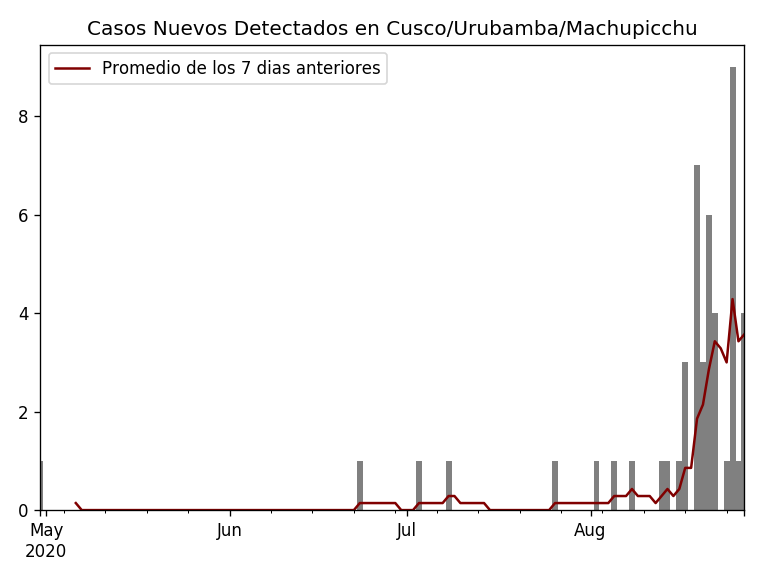 Casos Nuevos Detectados en Cusco/Urubamba/Machupicchu
Promedio de los 7 dias anteriores
8
6
4
2
0
May Jun Jul Aug
2020